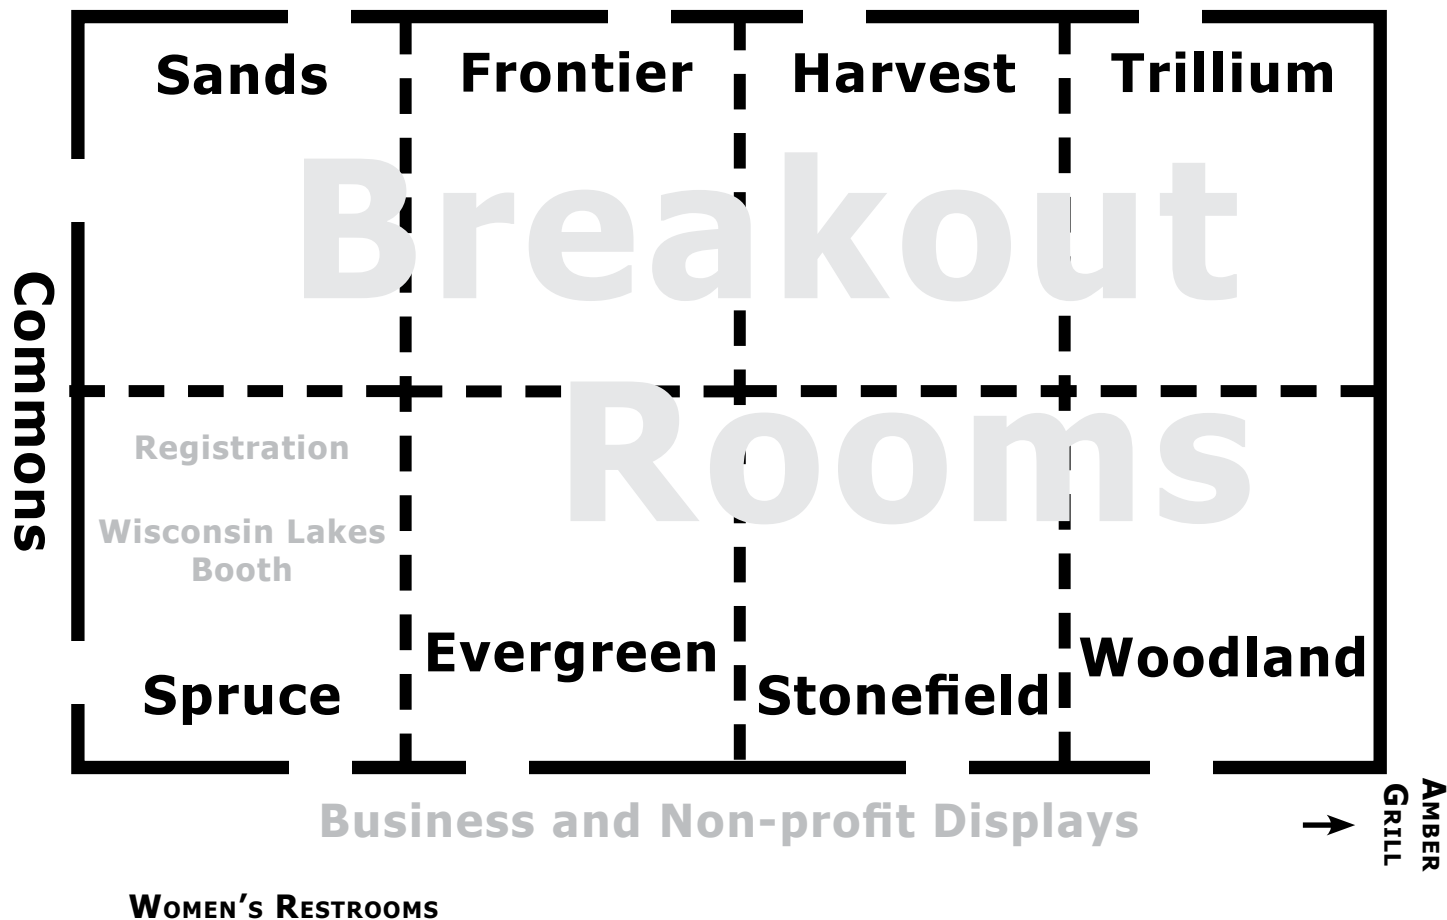 Sands
Frontier
Harvest
Trillium
Breakout
Rooms
Commons
Registration
Wisconsin Lakes
Booth
Spruce
Evergreen
Stonefield
Woodland
Business and Non-profit Displays
Amber
Grill
Women's Restrooms